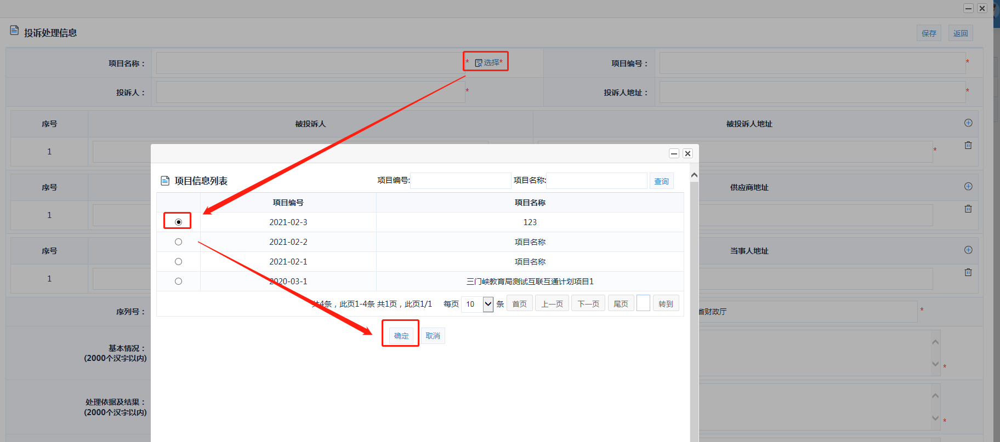 投诉处理信息
保存 返回
项目名称： * 选择* 项目编号： *
投诉人： * 投诉人地址： *
序号 被投诉人 被投诉人地址
1 *
序号 供应商地址
1
序号 当事人地址
1
序列号： 省财政厅 *
基本情况：
(2000个汉字以内) *
处理依据及结果：
(2000个汉字以内) *
项目信息列表 项目编号: 项目名称: 查询
项目编号 项目名称
2021-02-3 123
2021-02-2 项目名称
2021-02-1 项目名称
2020-03-1 三门峡教育局测试互联互通计划项目1
共4条，此页1-4条 共1页，此页1/1 每页 10 条 首页 上一页 下一页 尾页 转到
确定 取消